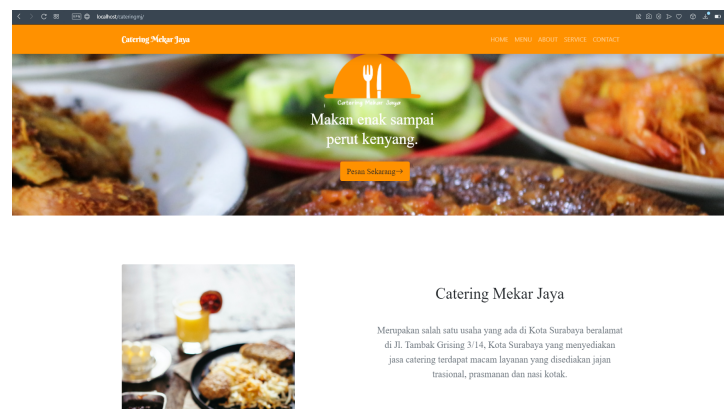 localhost/cateringmj/
Catering Mekar Jaya
HOME MENU ABOUT SERVICE CONTACT
Catering Mekar Jaya
Makan enak sampai
perut kenyang.
Pesan Sekarang→
Catering Mekar Jaya
Merupakan salah satu usaha yang ada di Kota Surabaya beralamat
di Jl. Tambak Grising 3/14, Kota Surabaya yang menyediakan
jasa catering terdapat macam layanan yang disediakan jajan
trasional, prasmanan dan nasi kotak.